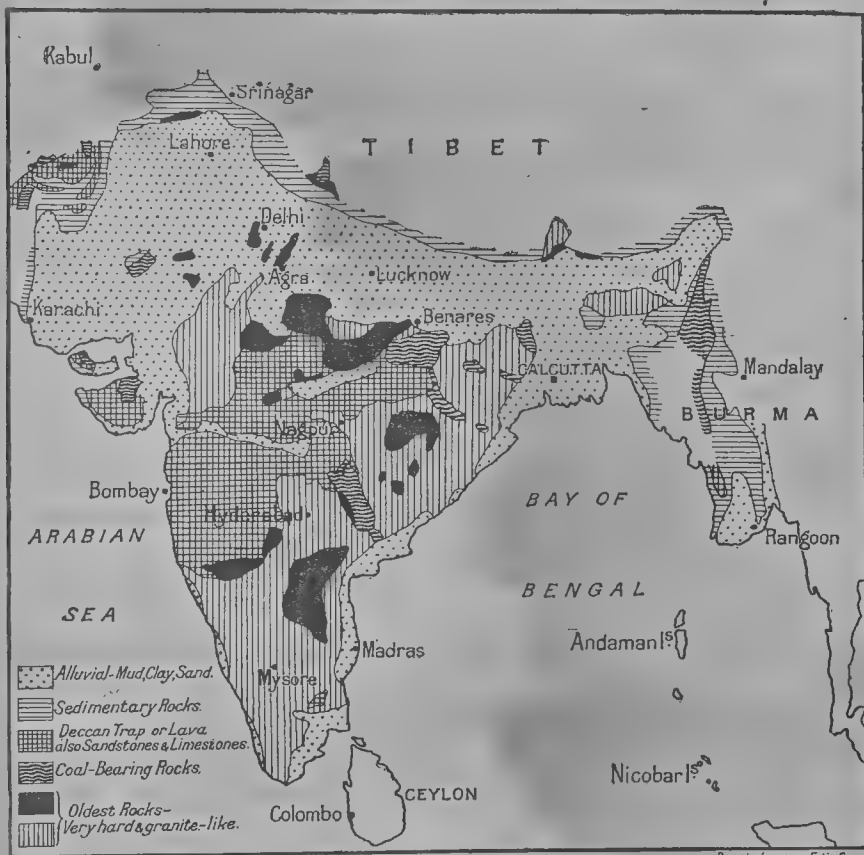 Kabul
Srinagar
Lahore
TIBET
Delhi
Agra
Lucknow
Karachi
Benares
CALCUTTA
Mandalay
BURMA
Nagpur
Bombay
BAY OF
Hyderabad
Rangoon
ARABIAN
BENGAL
SEA
Andaman Is
Madras
Alluvial-Mud, Clay, Sand.
Mysore
Sedimentary Rocks.
Deccan Trap or Lava
also Sandstones & Limestones.
Coal-Bearing Rocks.
Nicobar Is
CEYLON
Oldest Rocks-
Very hard & granite-like.
Colombo